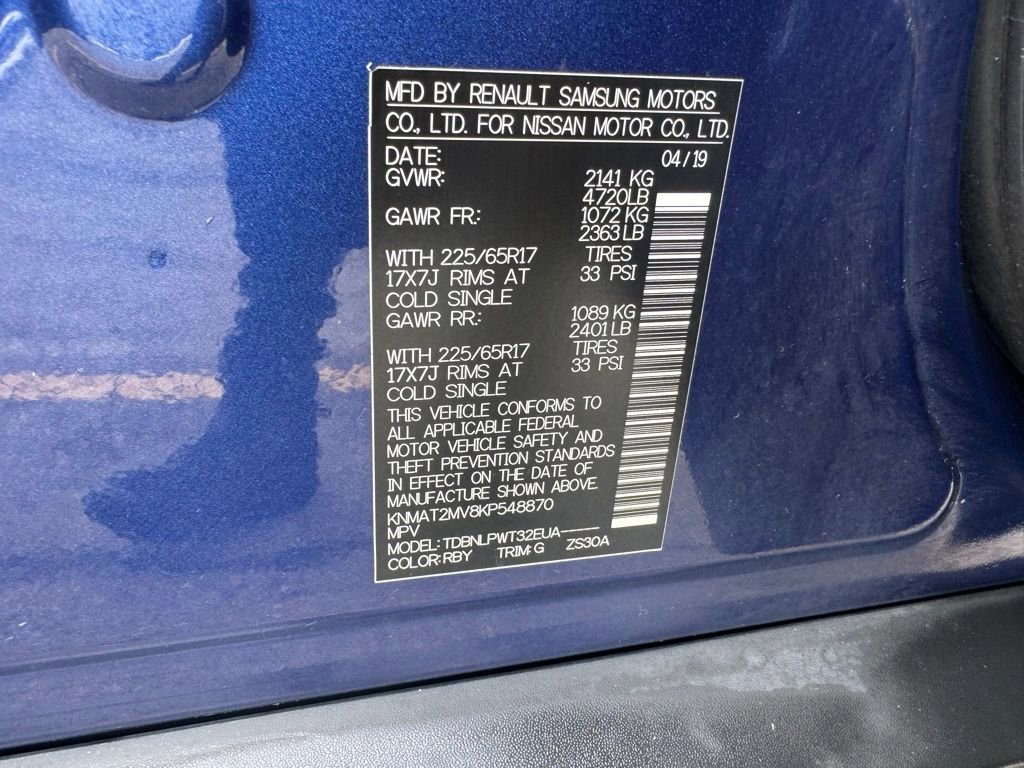 MFD BY RENAULT SAMSUNG MOTORS
CO., LTD. FOR NISSAN MOTOR CO., LTD.
DATE: 04/19
GVWR: 2141 KG
4720LB
GAWR FR.: 1072 KG
2363LB
WITH 225/65R17 TIRES
17X7J RIMS AT 33 PSI
COLD SINGLE
GAWR RR.: 1089 KG
2401LB
WITH 225/65R17 TIRES
17X7J RIMS AT 33 PSI
COLD SINGLE
THIS VEHICLE CONFORMS TO
ALL APPLICABLE FEDERAL
MOTOR VEHICLE SAFETY AND
THEFT PREVENTION STANDARDS
IN EFFECT ON THE DATE OF
MANUFACTURE SHOWN ABOVE.
KNMAT2MV8KP548870
MPV
MODEL: TDBNLPWT32EUA-----
COLOR: RBY TRIM: G ZS30A